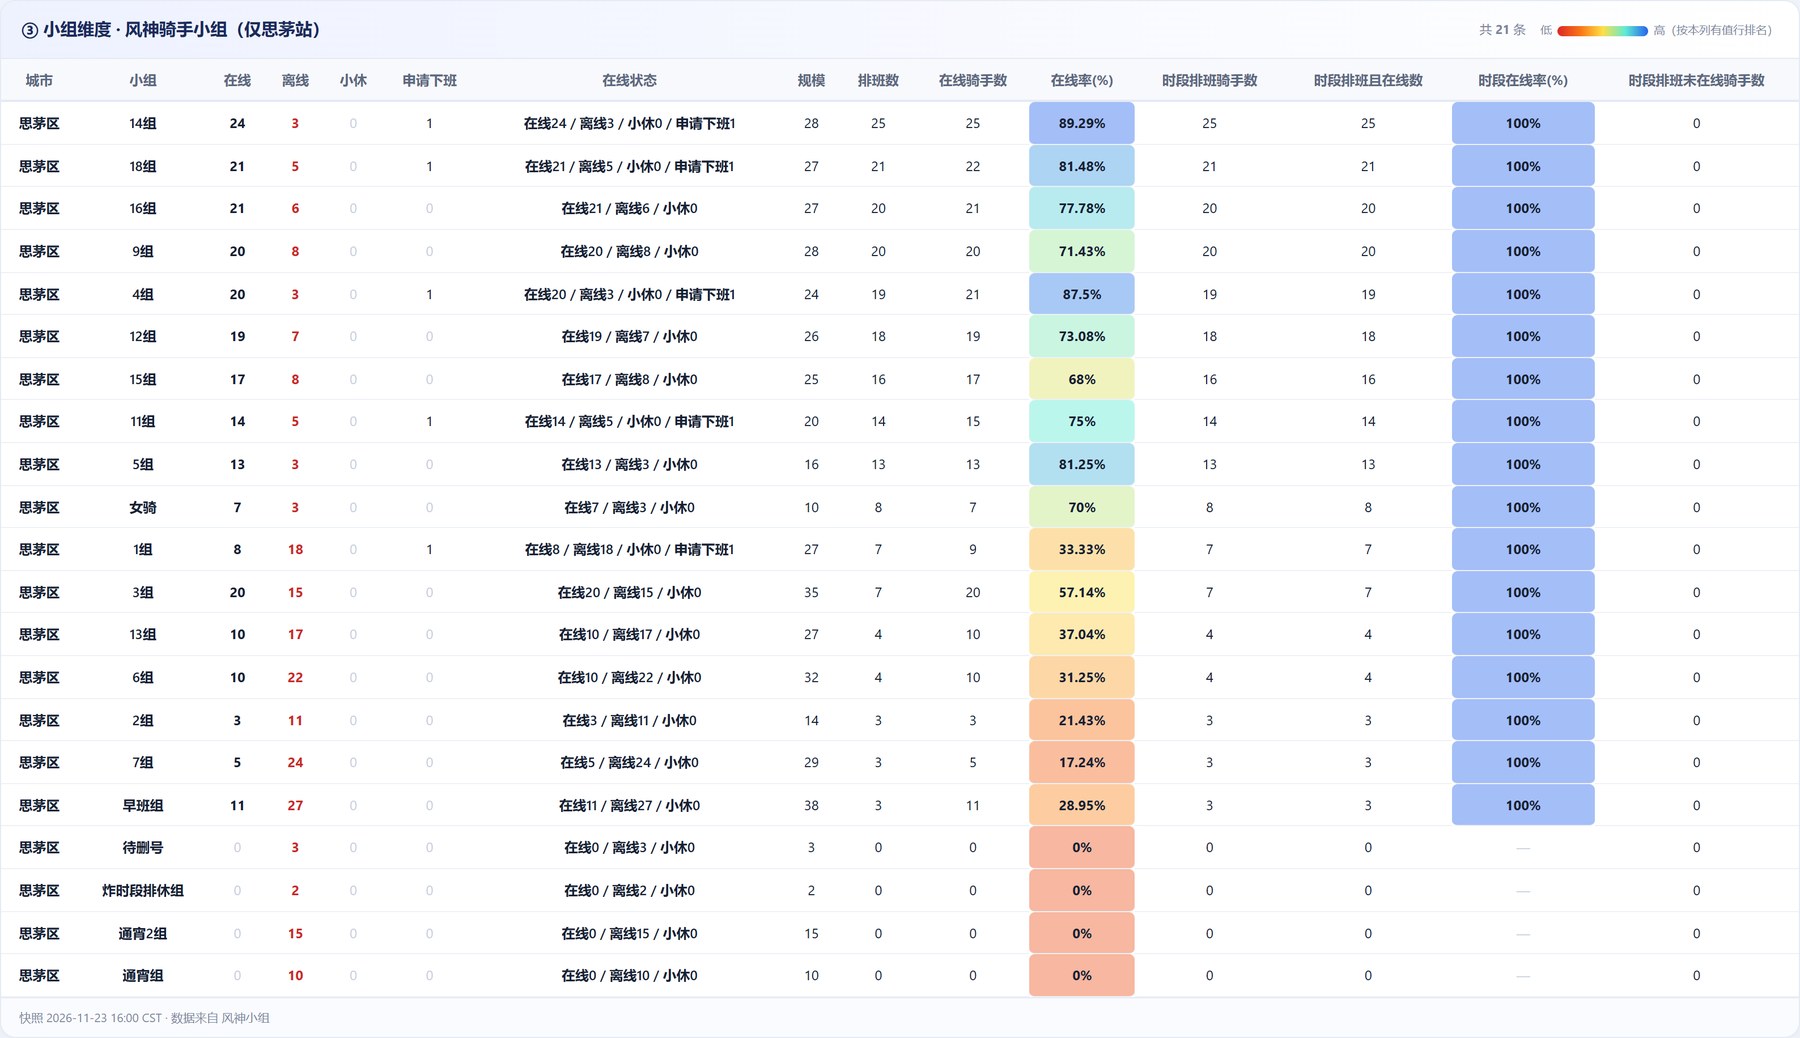 ③ 小组维度 · 风神骑手小组（仅思茅站）
共 21 条 低 高 (按本列有值行排名)
城市 小组 在线 离线 小休 申请下班 在线状态 规模 排班数 在线骑手数 在线率(%) 时段排班骑手数 时段排班且在线数 时段在线率(%) 时段排班未在线骑手数
思茅区 14组 24 3 0 1 在线24 / 离线3 / 小休0 / 申请下班1 28 25 25 89.29% 25 25 100% 0
思茅区 18组 21 5 0 1 在线21 / 离线5 / 小休0 / 申请下班1 27 21 22 81.48% 21 21 100% 0
思茅区 16组 21 6 0 0 在线21 / 离线6 / 小休0 27 20 21 77.78% 20 20 100% 0
思茅区 9组 20 8 0 0 在线20 / 离线8 / 小休0 28 20 20 71.43% 20 20 100% 0
思茅区 4组 20 3 0 1 在线20 / 离线3 / 小休0 / 申请下班1 24 19 21 87.5% 19 19 100% 0
思茅区 12组 19 7 0 0 在线19 / 离线7 / 小休0 26 18 19 73.08% 18 18 100% 0
思茅区 15组 17 8 0 0 在线17 / 离线8 / 小休0 25 16 17 68% 16 16 100% 0
思茅区 11组 14 5 0 1 在线14 / 离线5 / 小休0 / 申请下班1 20 14 15 75% 14 14 100% 0
思茅区 5组 13 3 0 0 在线13 / 离线3 / 小休0 16 13 13 81.25% 13 13 100% 0
思茅区 女骑 7 3 0 0 在线7 / 离线3 / 小休0 10 8 7 70% 8 8 100% 0
思茅区 1组 8 18 0 1 在线8 / 离线18 / 小休0 / 申请下班1 27 7 9 33.33% 7 7 100% 0
思茅区 3组 20 15 0 0 在线20 / 离线15 / 小休0 35 7 20 57.14% 7 7 100% 0
思茅区 13组 10 17 0 0 在线10 / 离线17 / 小休0 27 4 10 37.04% 4 4 100% 0
思茅区 6组 10 22 0 0 在线10 / 离线22 / 小休0 32 4 10 31.25% 4 4 100% 0
思茅区 2组 3 11 0 0 在线3 / 离线11 / 小休0 14 3 3 21.43% 3 3 100% 0
思茅区 7组 5 24 0 0 在线5 / 离线24 / 小休0 29 3 5 17.24% 3 3 100% 0
思茅区 早班组 11 27 0 0 在线11 / 离线27 / 小休0 38 3 11 28.95% 3 3 100% 0
思茅区 待删号 0 3 0 0 在线0 / 离线3 / 小休0 3 0 0 0% 0 0 — 0
思茅区 炸时段排休组 0 2 0 0 在线0 / 离线2 / 小休0 2 0 0 0% 0 0 — 0
思茅区 通宵2组 0 15 0 0 在线0 / 离线15 / 小休0 15 0 0 0% 0 0 — 0
思茅区 通宵组 0 10 0 0 在线0 / 离线10 / 小休0 10 0 0 0% 0 0 — 0
快照 2026-11-23 16:00 CST · 数据来自 风神小组